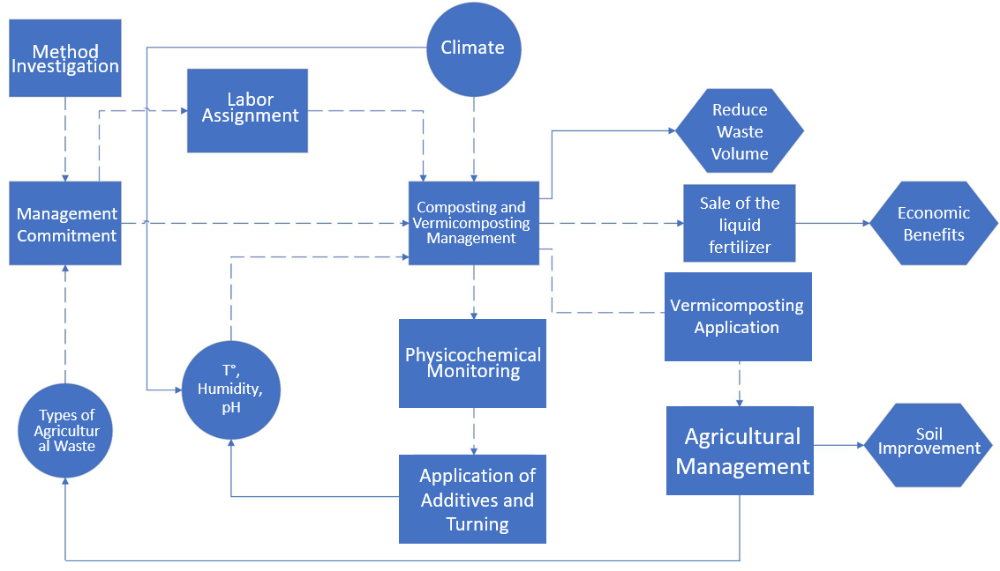 Method
Investigation
Climate
Labor
Assignment
Reduce
Waste
Volume
Management
Commitment
Composting and
Vermicomposting
Management
Sale of the
liquid
fertilizer
Economic
Benefits
Vermicomposting
Application
Physicochemical
Monitoring
T°,
Humidity,
pH
Types of
Agricultur
al Waste
Agricultural
Management
Soil
Improvement
Application of
Additives and
Turning